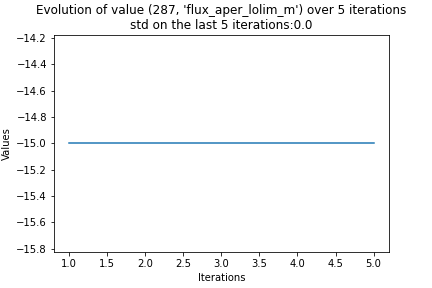 Evolution of value (287, 'flux_aper_lolim_m') over 5 iterations
std on the last 5 iterations:0.0
−14.2
−14.4
−14.6
−14.8
−15.0
−15.2
−15.4
−15.6
−15.8
Values
1.0 1.5 2.0 2.5 3.0 3.5 4.0 4.5 5.0
Iterations